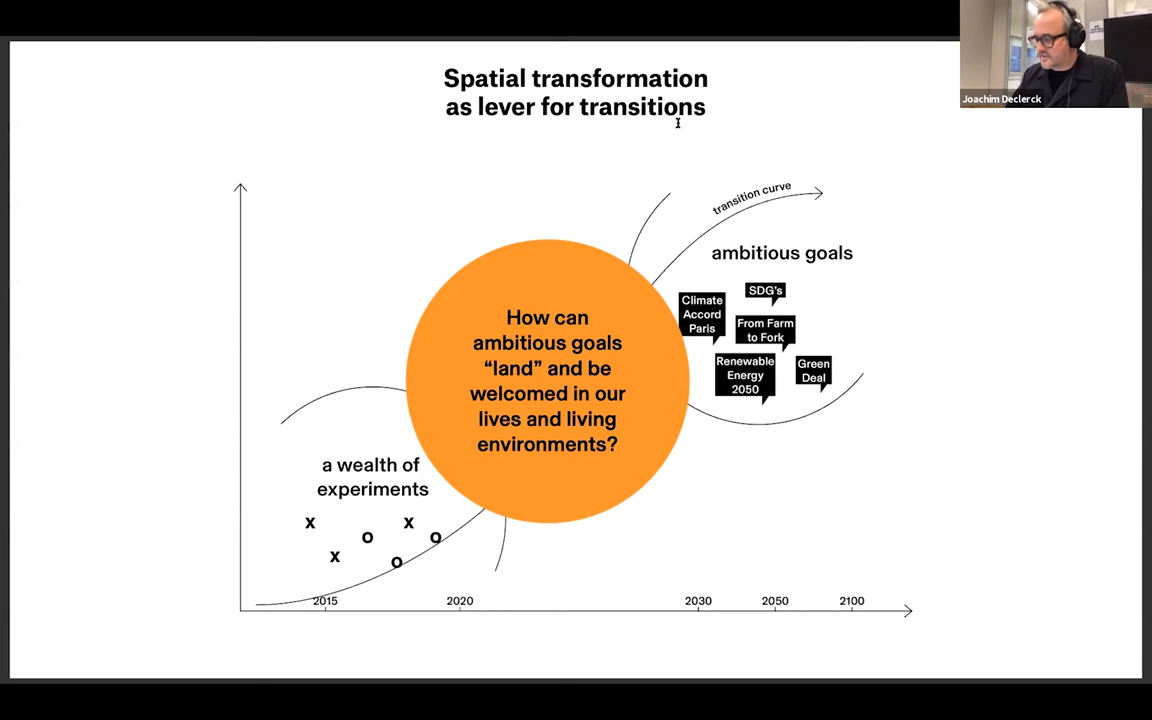 Spatial transformation
as lever for transitions
Joachim Declerck
transition curve
ambitious goals
Climate
Accord
Paris
SDG's
From Farm
to Fork
Renewable
Energy
2050
Green
Deal
How can
ambitious goals
“land” and be
welcomed in our
lives and living
environments?
a wealth of
experiments
x
x
o
o
x
o
2015
2020
2030
2050
2100